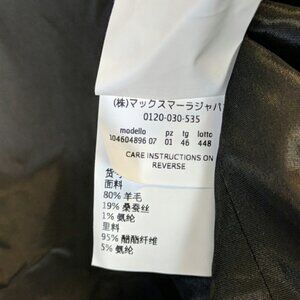 (株)マックスマーラジャパ
0120-030-535
modello pz tg lotto
104604896 07 01 46 448
CARE INSTRUCTIONS ON
REVERSE
面料
80% 羊毛
19% 桑蚕丝
1% 氨纶
里料
95% 醋酯纤维
5% 氨纶